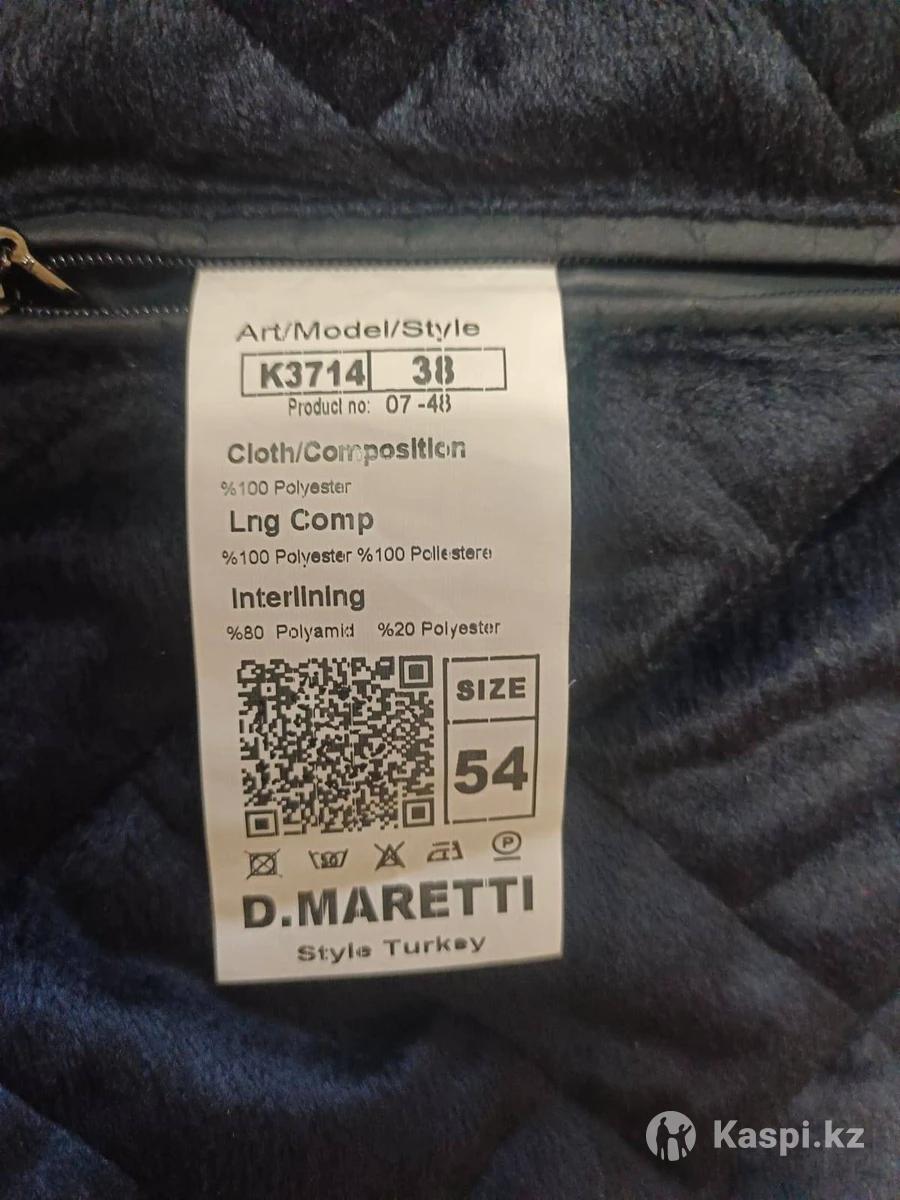 Art/Model/Style
K3714 38
Product no: 07-48
Cloth/Composition
%100 Polyester
Lng Comp
%100 Polyester %100 Poliestere
Interlining
%80 Polyamid %20 Polyester
SIZE
54
P
D.MARETTI
Style Turkey
Kaspi.kz